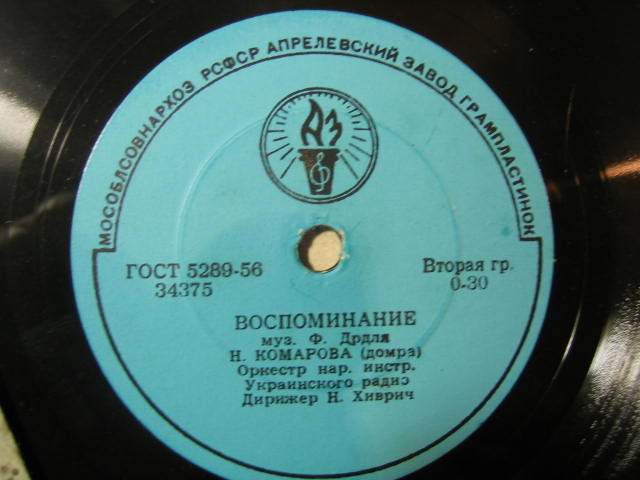 МОСОБЛСОВНАРХОЗ РСФСР АПРЕЛЕВСКИЙ ЗАВОД ГРАМПЛАСТИНОК
АЗ
ГОСТ 5289-56
34375
Вторая гр.
0-30
ВОСПОМИНАНИЕ
муз. Ф. Дрдля
Н. КОМАРОВА (домра)
Оркестр нар. инстр.
Украинского радио
Дирижер Н. Хиврич